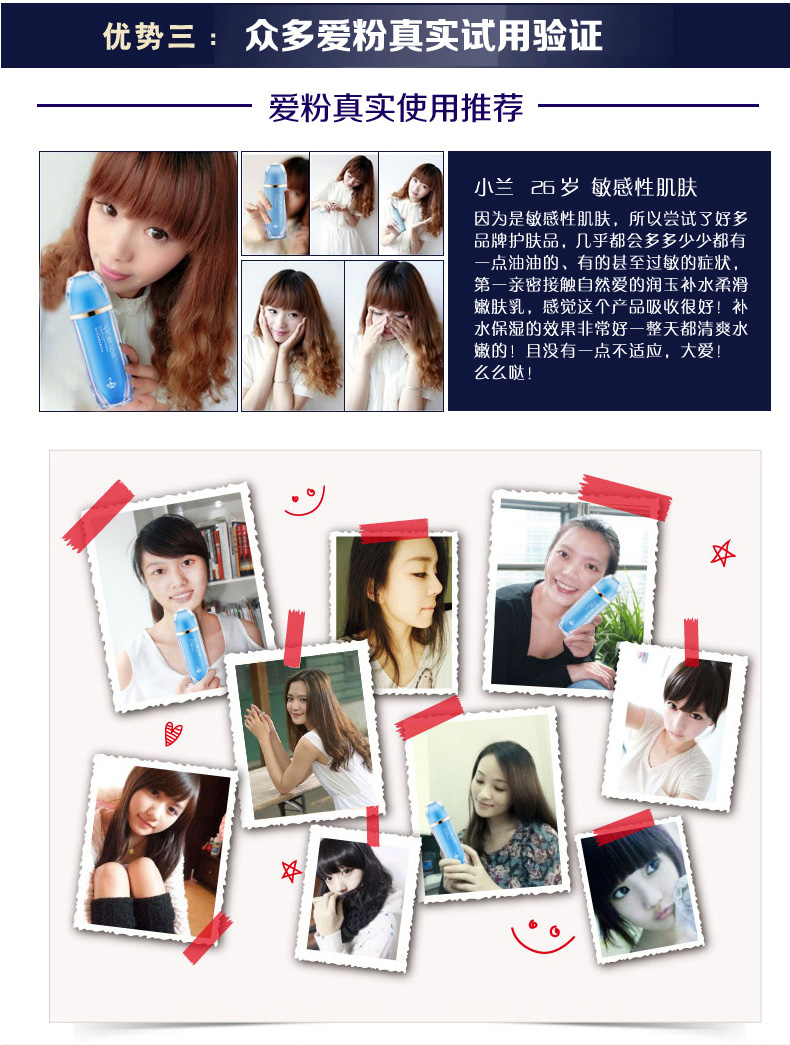 优势三：众多爱粉真实试用验证
爱粉真实使用推荐
小兰 26岁 敏感性肌肤
因为是敏感性肌肤，所以尝试了好多
品牌护肤品，几乎都会多多少少都有
一点油油的、有的甚至过敏的症状，
第一亲密接触自然爱的润玉补水柔滑
嫩肤乳，感觉这个产品吸收很好！补
水保湿的效果非常好一整天都清爽水
嫩的！且没有一点不适应，大爱！
么么哒！